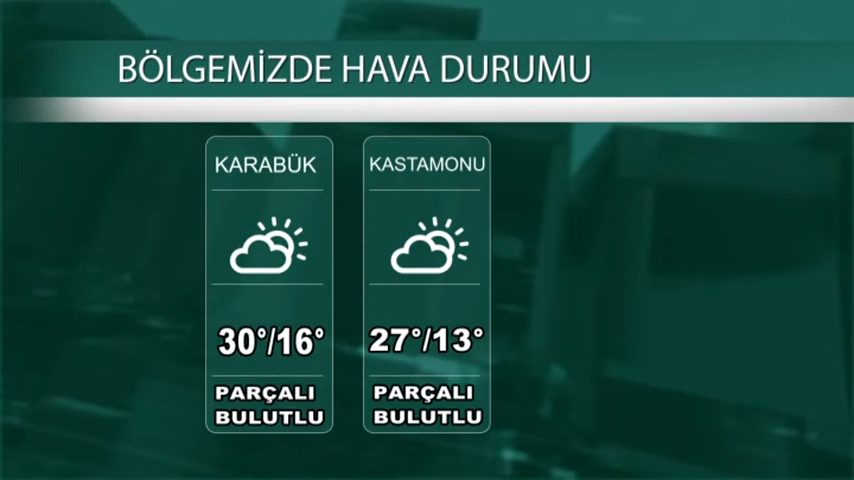 BÖLGEMİZDE HAVA DURUMU
KARABÜK
30°/16°
PARÇALI
BULUTLU
KASTAMONU
27°/13°
PARÇALI
BULUTLU